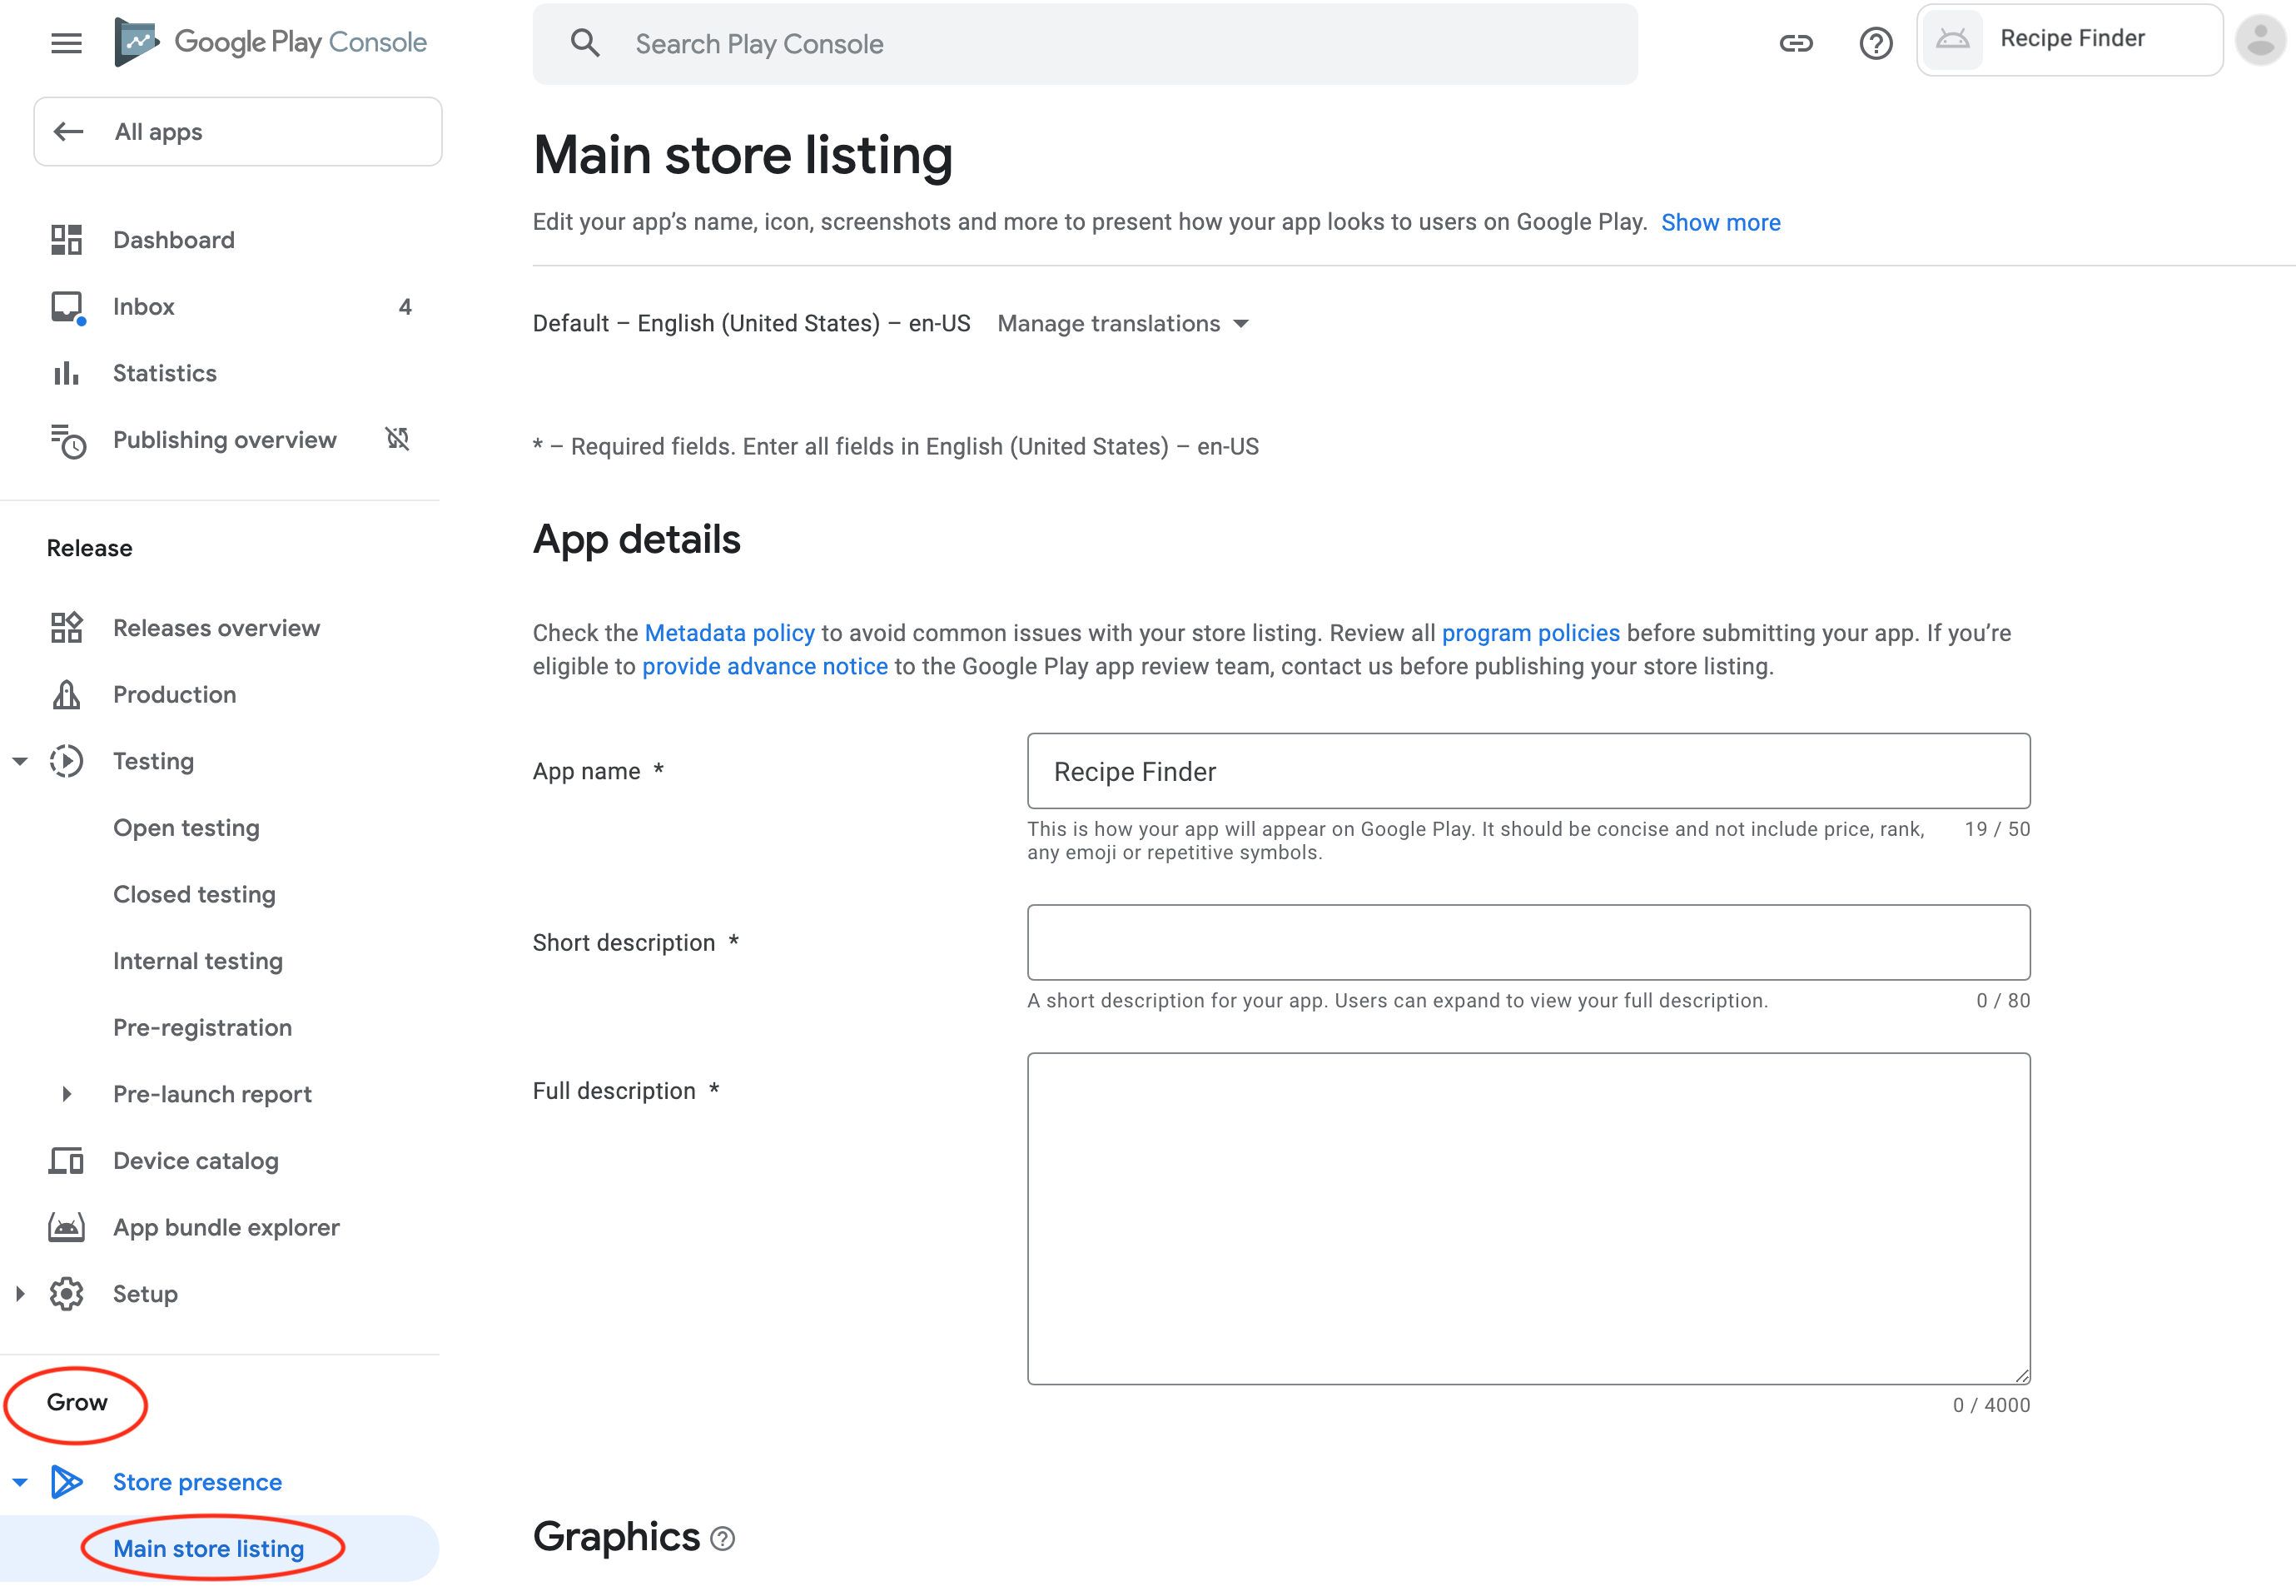 Google Play Console
Search Play Console
Recipe Finder
All apps
Dashboard
Inbox 4
Statistics
Publishing overview
Release
Releases overview
Production
Testing
Open testing
Closed testing
Internal testing
Pre-registration
Pre-launch report
Device catalog
App bundle explorer
Setup
Grow
Store presence
Main store listing
Main store listing
Edit your app’s name, icon, screenshots and more to present how your app looks to users on Google Play. Show more
Default – English (United States) – en-US Manage translations
* – Required fields. Enter all fields in English (United States) – en-US
App details
Check the Metadata policy to avoid common issues with your store listing. Review all program policies before submitting your app. If you’re
eligible to provide advance notice to the Google Play app review team, contact us before publishing your store listing.
App name *
Recipe Finder
This is how your app will appear on Google Play. It should be concise and not include price, rank, 19 / 50
any emoji or repetitive symbols.
Short description *
A short description for your app. Users can expand to view your full description. 0 / 80
Full description *
0 / 4000
Graphics